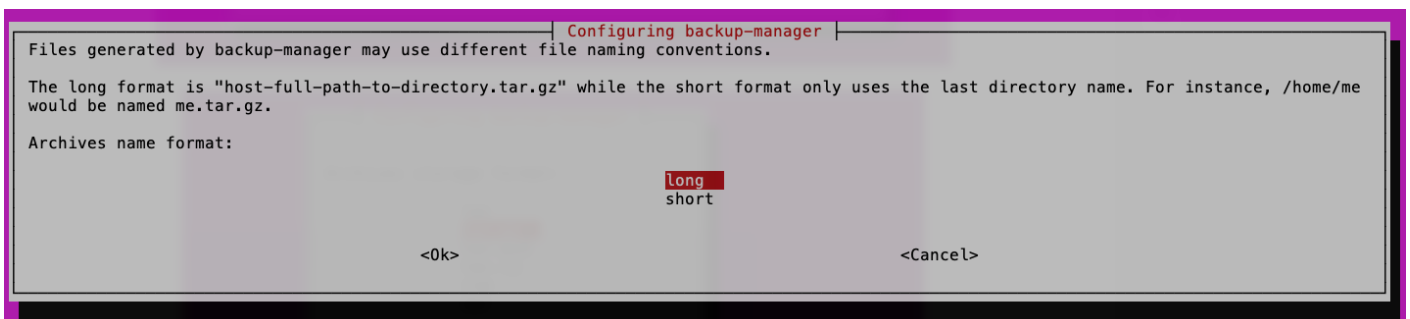 Configuring backup-manager
Files generated by backup-manager may use different file naming conventions.
The long format is "host-full-path-to-directory.tar.gz" while the short format only uses the last directory name. For instance, /home/me
would be named me.tar.gz.
Archives name format:
long
short
<Ok> <Cancel>